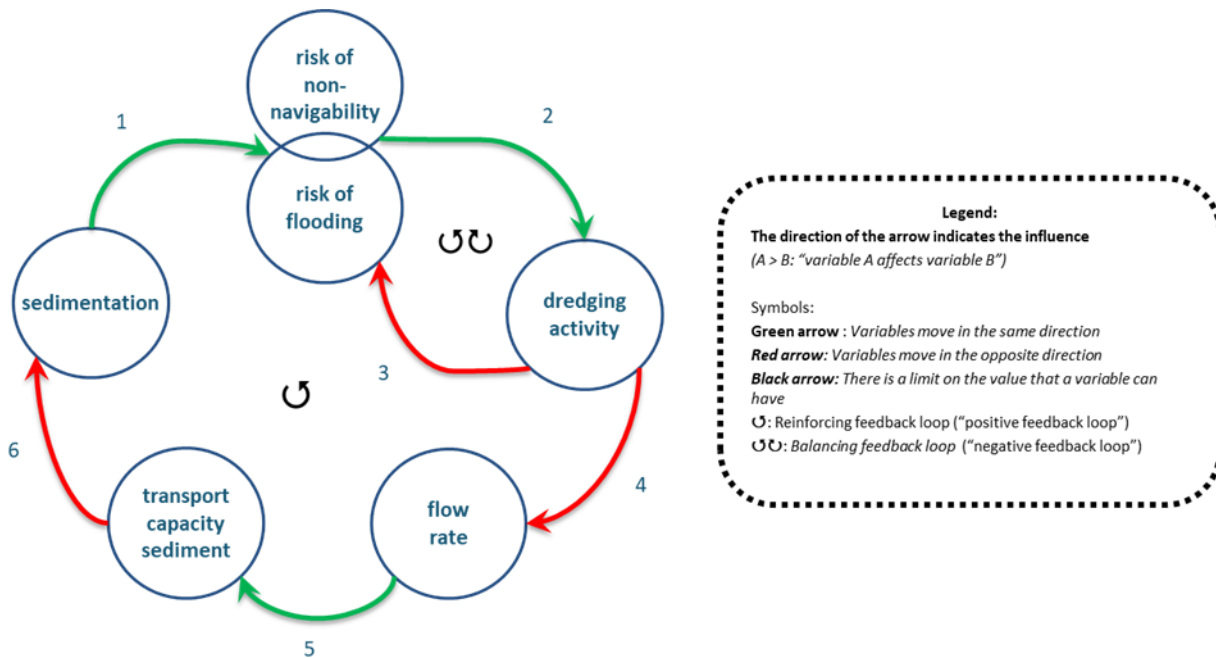 risk of
non-
navigability
1
2
risk of
flooding
sedimentation
dredging
activity
3
6
4
transport
capacity
sediment
flow
rate
5
Legend:
The direction of the arrow indicates the influence
(A > B: “variable A affects variable B”)
Symbols:
Green arrow : Variables move in the same direction
Red arrow: Variables move in the opposite direction
Black arrow: There is a limit on the value that a variable can
have
↺: Reinforcing feedback loop (“positive feedback loop”)
↺↻: Balancing feedback loop (“negative feedback loop”)